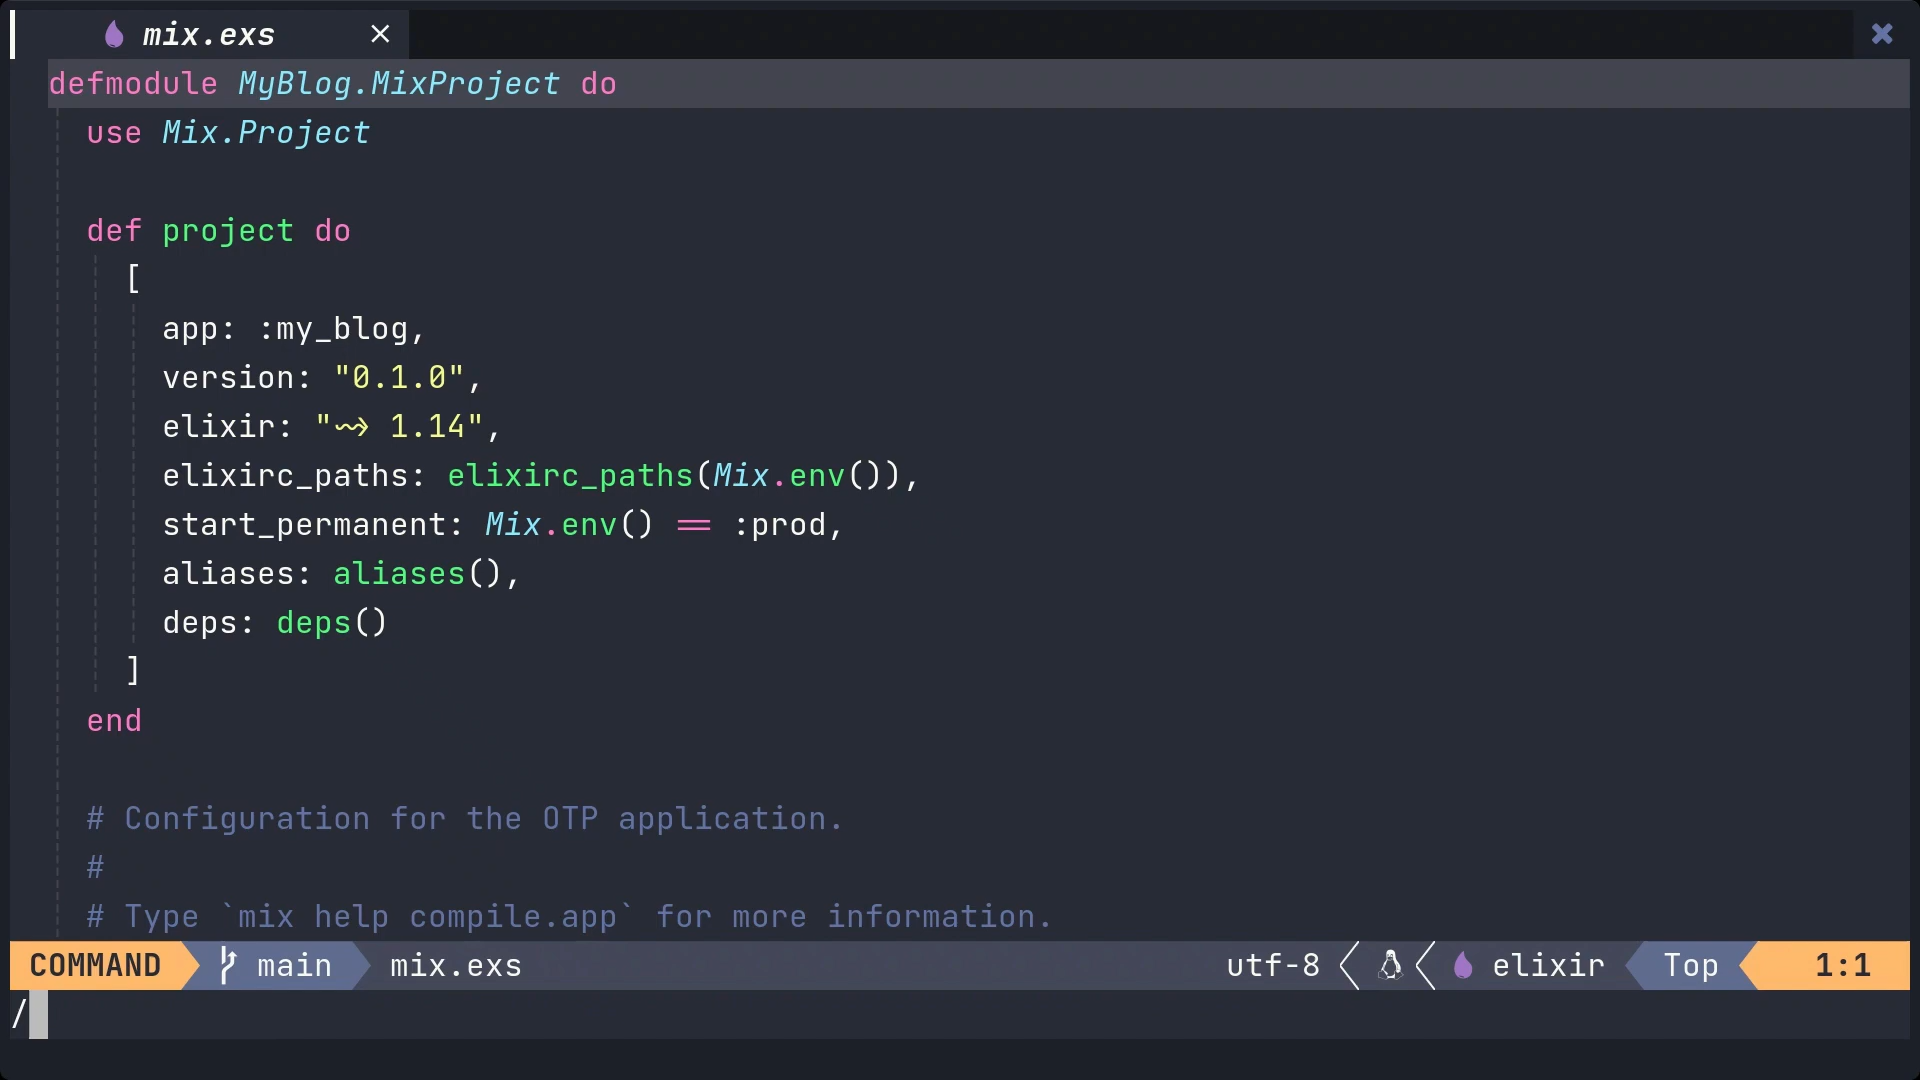 mix.exs
defmodule MyBlog.MixProject do
  use Mix.Project

  def project do
    [
      app: :my_blog,
      version: "0.1.0",
      elixir: "~> 1.14",
      elixirc_paths: elixirc_paths(Mix.env()),
      start_permanent: Mix.env() == :prod,
      aliases: aliases(),
      deps: deps()
    ]
  end

  # Configuration for the OTP application.
  #
  # Type `mix help compile.app` for more information.
COMMAND main mix.exs utf-8 elixir Top 1:1
/